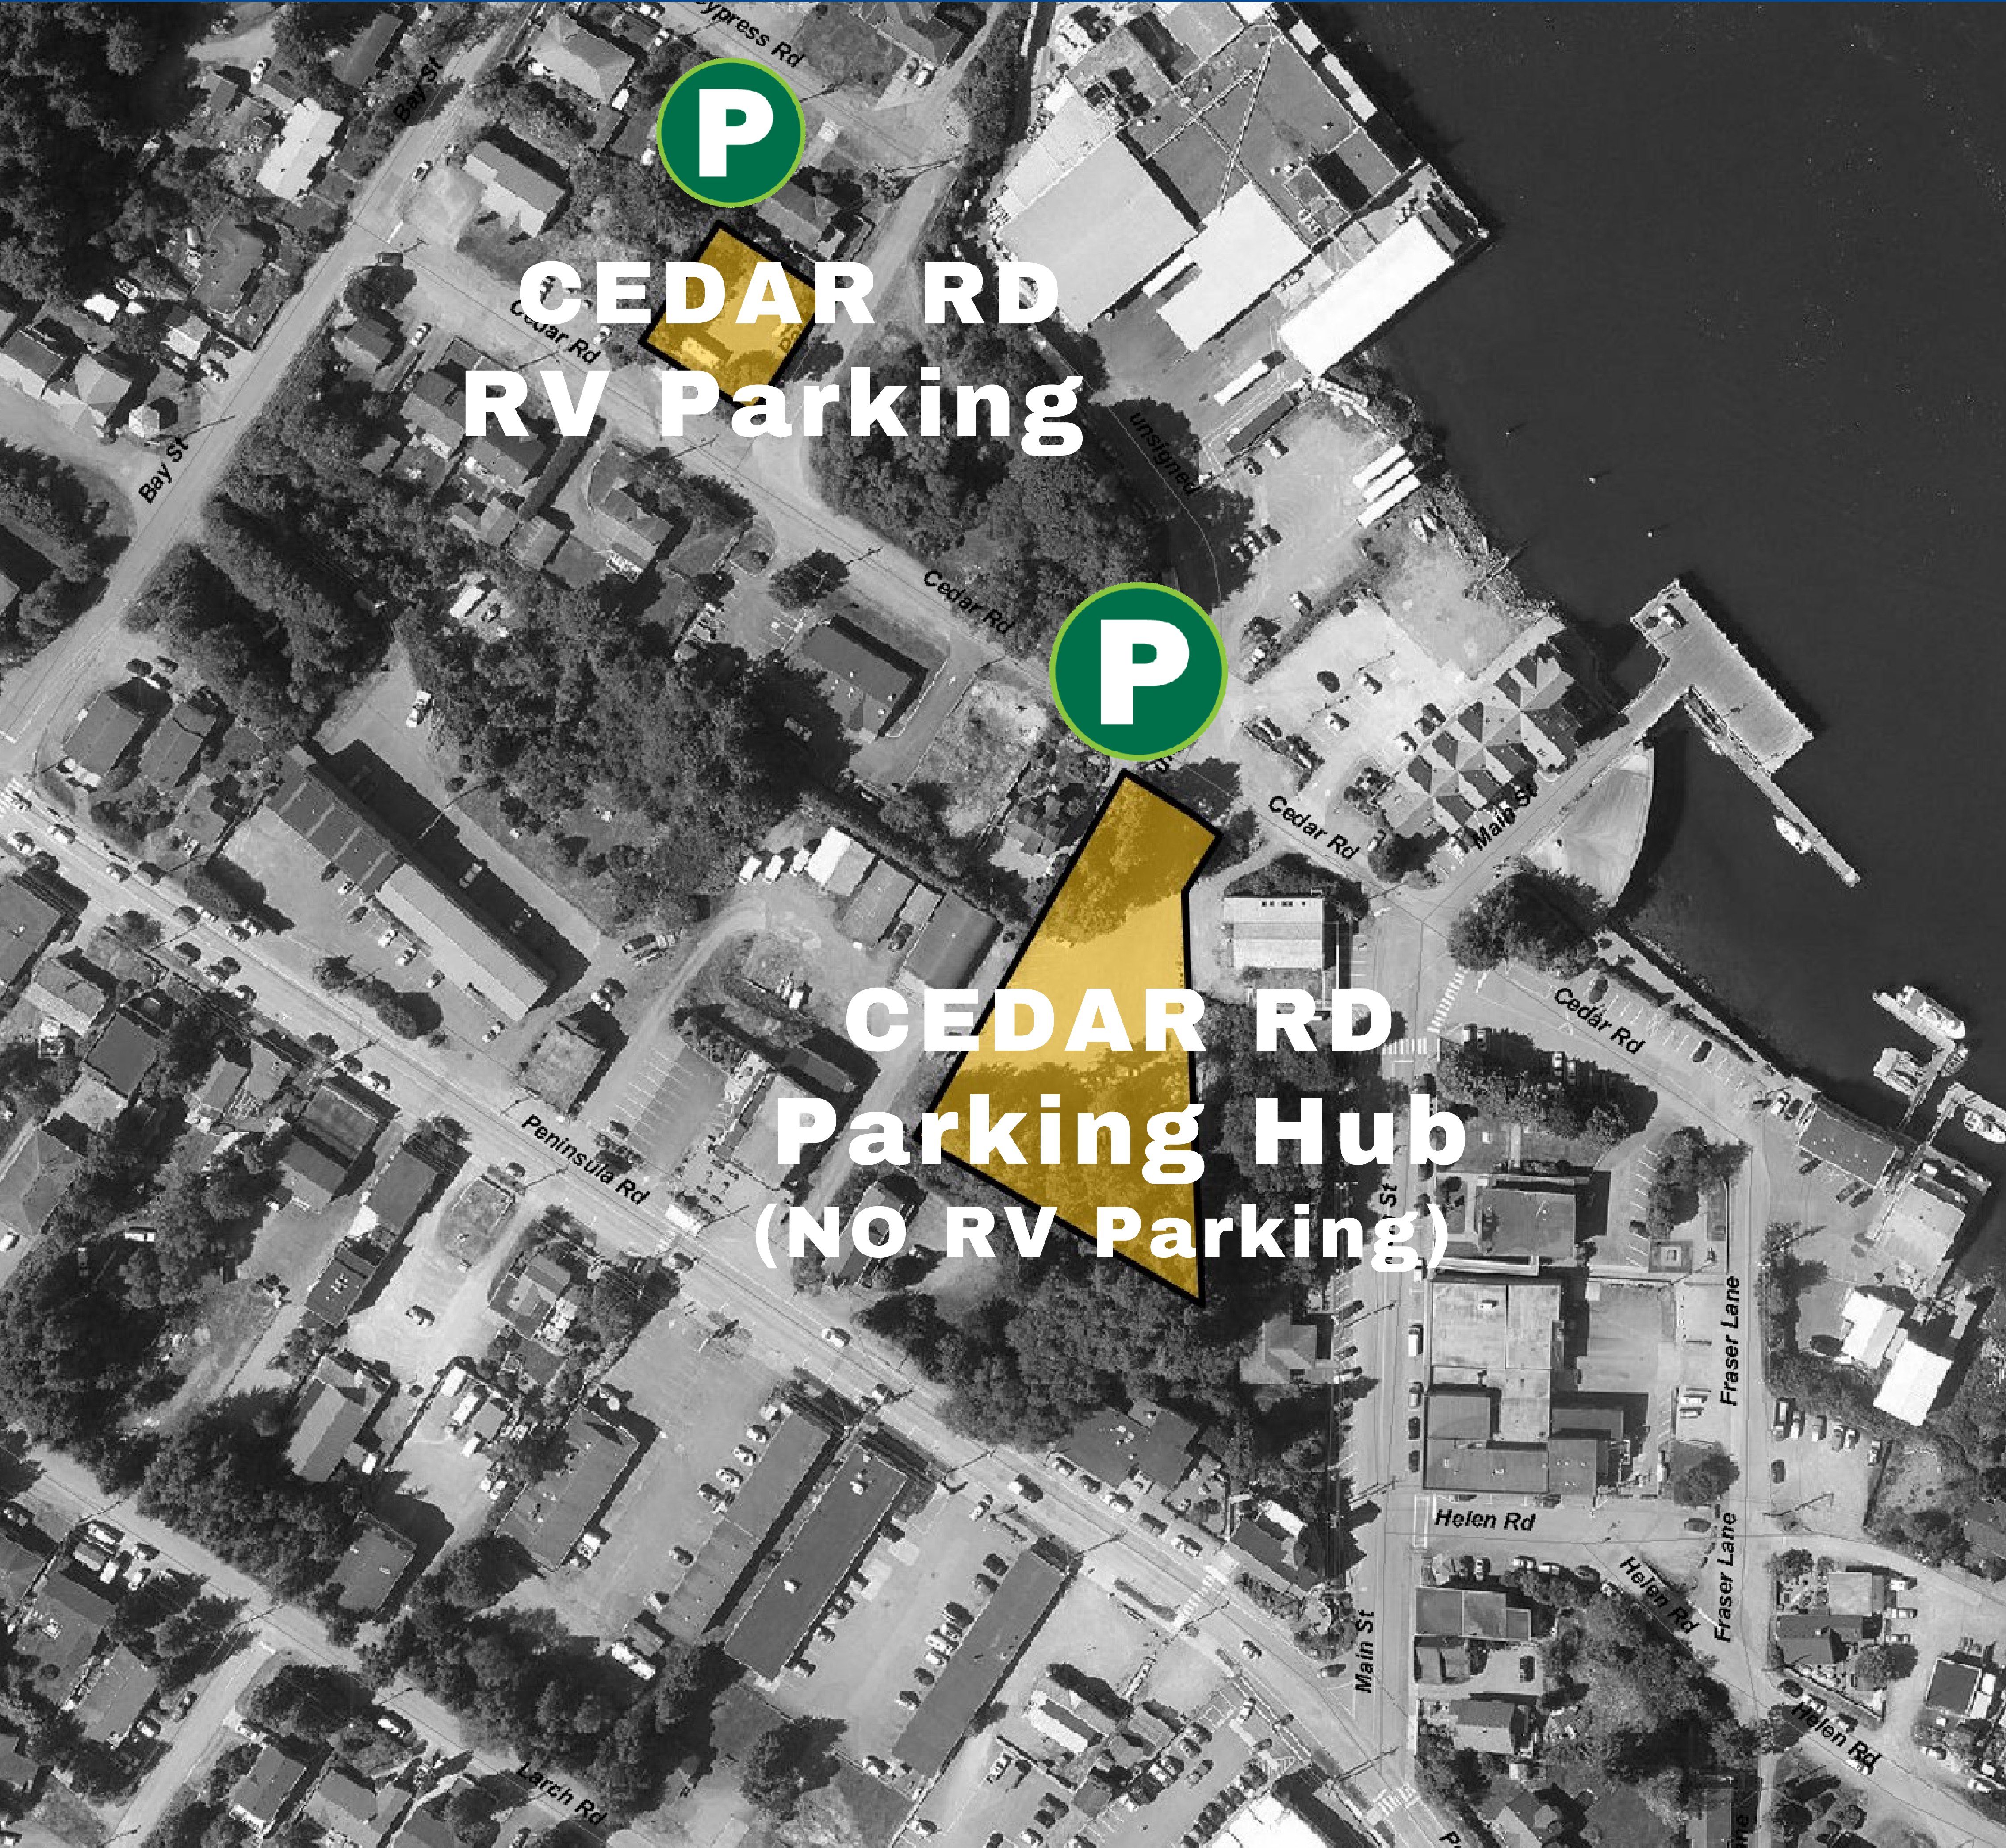 Cypress Rd
Bay St
P
CEDAR RD
Cedar Rd
RV Parking
Bay St
unsigned
Cedar Rd
P
Cedar Rd
Main St
CEDAR RD
Cedar Rd
Parking Hub
Peninsula Rd
(NO RV Parking)
St
Fraser Lane
Helen Rd
Fraser Lane
Helen Rd
Main St
Helen Rd
Larch Rd